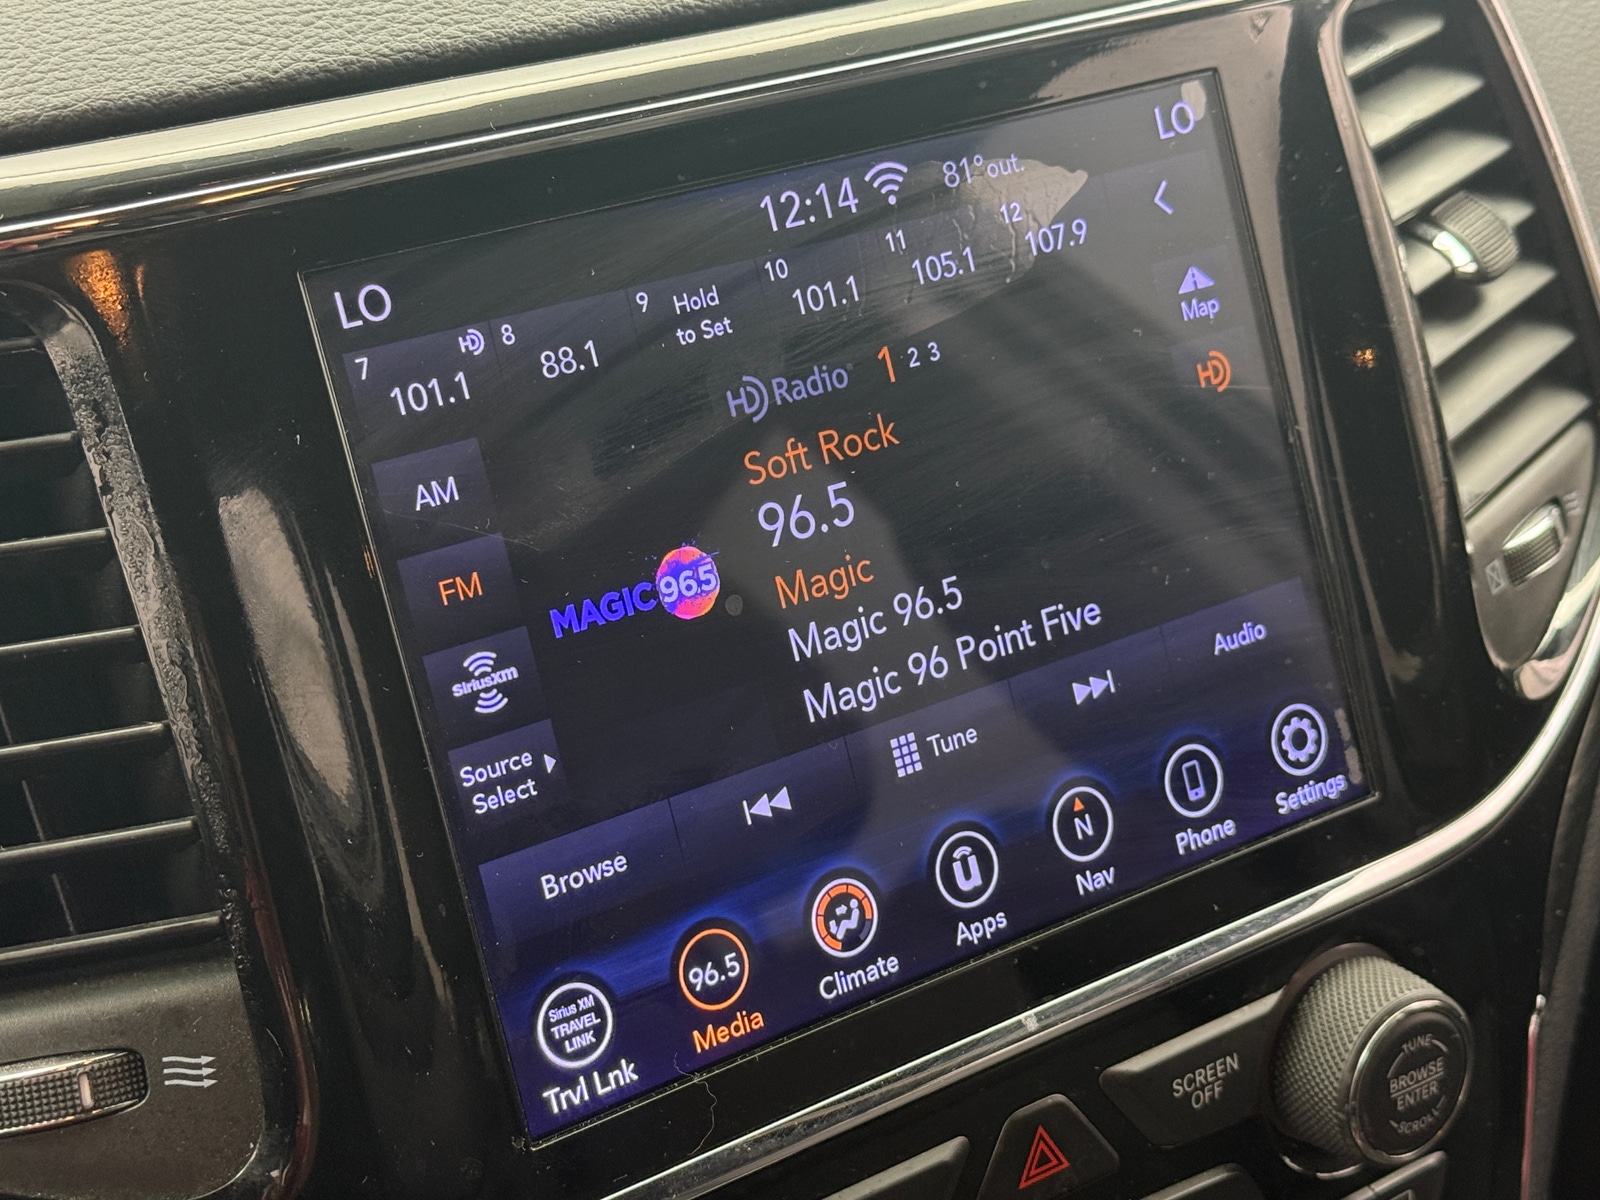 LO
12:14
81° out.
LO
7
HD
101.1
8
88.1
9
Hold
to Set
10
101.1
11
105.1
12
107.9
Map
HD
HD Radio
1 2 3
Soft Rock
96.5
Magic
Magic 96.5
Magic 96 Point Five
MAGIC 96.5
AM
FM
SiriusXM
Source
Select
Browse
Tune
Audio
Sirius XM
TRAVEL
LINK
Trvl Lnk
96.5
Media
Climate
u
Apps
N
Nav
Phone
Settings
SCREEN
OFF
TUNE
BROWSE
ENTER
SCROLL